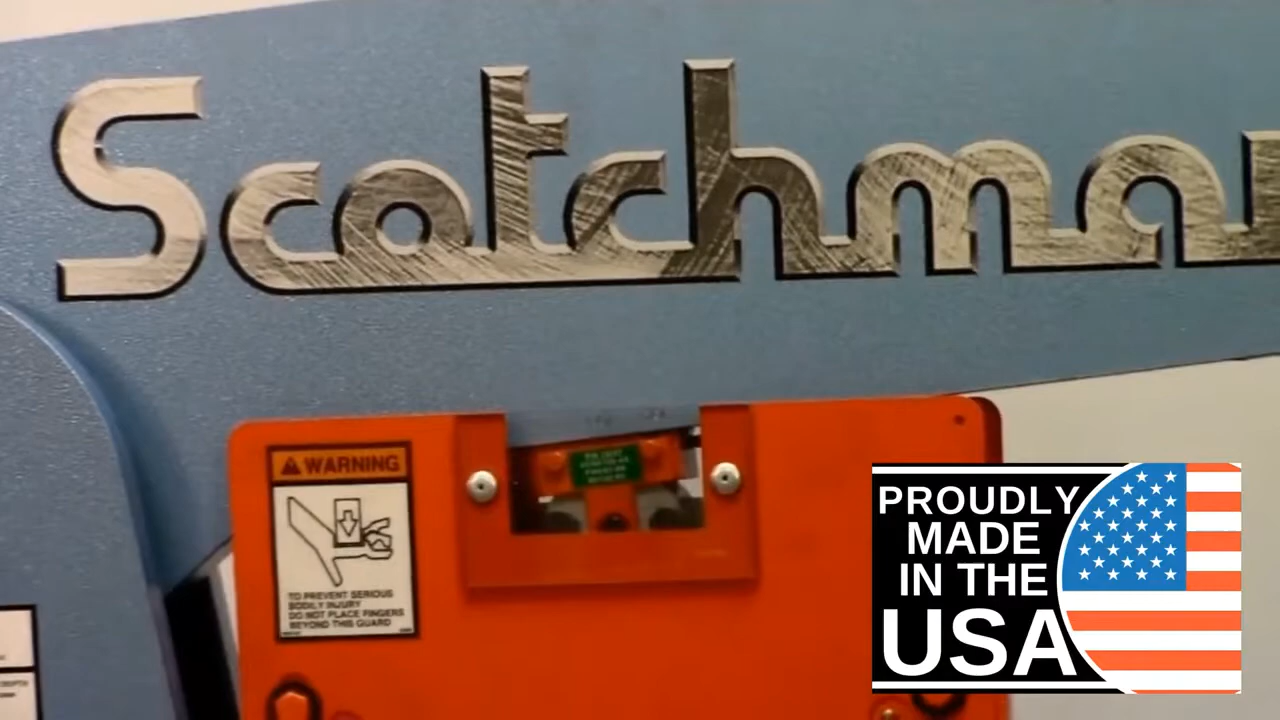 Scotchma
WARNING
TO PREVENT SERIOUS
BODILY INJURY
DO NOT PLACE FINGERS
BEYOND THIS GUARD
PROUDLY
MADE
IN THE
USA